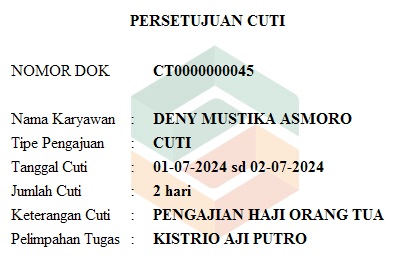 PERSETUJUAN CUTI
NOMOR DOK CT0000000045
Nama Karyawan : DENY MUSTIKA ASMORO
Tipe Pengajuan : CUTI
Tanggal Cuti : 01-07-2024 sd 02-07-2024
Jumlah Cuti : 2 hari
Keterangan Cuti : PENGAJIAN HAJI ORANG TUA
Pelimpahan Tugas : KISTRIO AJI PUTRO